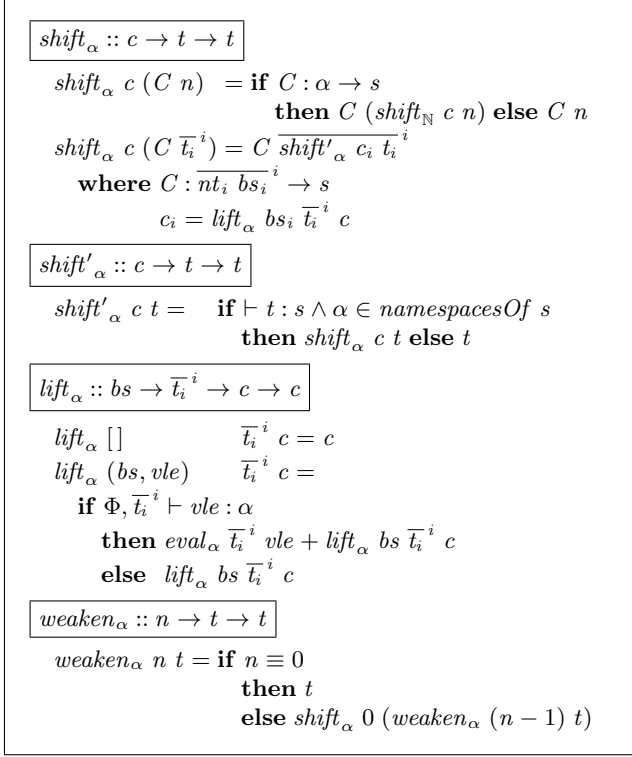 shift_α :: c → t → t
shift_α c (C n) = if C : α → s
then C (shift_ℕ c n) else C n
shift_α c (C \overline{t_i}^i) = C \overline{shift'_α c_i t_i}^i
where C : \overline{nt_i bs_i}^i → s
c_i = lift_α bs_i \overline{t_i}^i c
shift'_α :: c → t → t
shift'_α c t = if ⊢ t : s ∧ α ∈ namespacesOf s
then shift_α c t else t
lift_α :: bs → \overline{t_i}^i → c → c
lift_α [] \overline{t_i}^i c = c
lift_α (bs, vle) \overline{t_i}^i c =
if Φ, \overline{t_i}^i ⊢ vle : α
then eval_α \overline{t_i}^i vle + lift_α bs \overline{t_i}^i c
else lift_α bs \overline{t_i}^i c
weaken_α :: n → t → t
weaken_α n t = if n ≡ 0
then t
else shift_α 0 (weaken_α (n − 1) t)